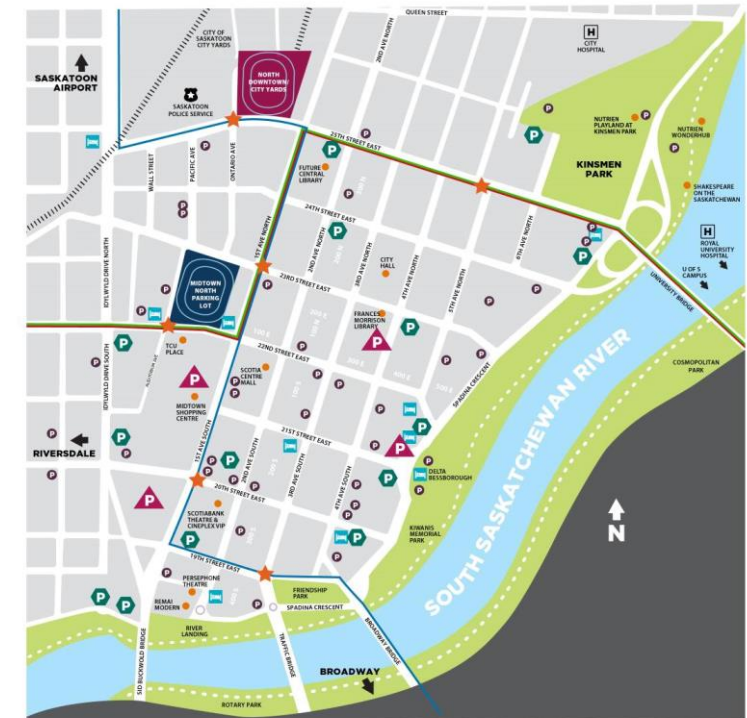 QUEEN STREET
CITY OF
SASKATOON
CITY YARDS
2ND AVE NORTH
H
CITY
HOSPITAL
SASKATOON
AIRPORT
NORTH
DOWNTOWN/
CITY YARDS
SASKATOON
POLICE SERVICE
NUTRIEN
PLAYLAND AT
KINSMEN PARK
NUTRIEN
WONDERHUB
25TH STREET EAST
KINSMEN
PARK
WALL STREET
PACIFIC AVE
ONTARIO AVE
FUTURE
CENTRAL
LIBRARY
SHAKESPEARE
ON THE
SASKATCHEWAN
24TH STREET EAST
H
ROYAL
UNIVERSITY
HOSPITAL
1ST AVE NORTH
2ND AVE NORTH
3RD AVE NORTH
4TH AVE NORTH
5TH AVE NORTH
6TH AVE NORTH
CITY
HALL
U OF S
CAMPUS
UNIVERSITY BRIDGE
IDYLWYLD DRIVE NORTH
MIDTOWN
NORTH
PARKING
LOT
23RD STREET EAST
FRANCES
MORRISON
LIBRARY
TCU
PLACE
22ND STREET EAST
SCOTIA
CENTRE
MALL
SPADINA CRESCENT
COSMOPOLITAN
PARK
IDYLWYLD DRIVE SOUTH
MIDTOWN
SHOPPING
CENTRE
21ST STREET EAST
RIVERSDALE
1ST AVE SOUTH
2ND AVE SOUTH
3RD AVE SOUTH
4TH AVE SOUTH
DELTA
BESSBOROUGH
20TH STREET EAST
SCOTIABANK
THEATRE &
CINEPLEX VIP
KIWANIS
MEMORIAL
PARK
SOUTH SASKATCHEWAN RIVER
N
19TH STREET EAST
PERSEPHONE
THEATRE
REMAI
MODERN
FRIENDSHIP
PARK
SPADINA CRESCENT
RIVER
LANDING
SID BUCKWOLD BRIDGE
TRAFFIC BRIDGE
BROADWAY BRIDGE
BROADWAY
ROTARY PARK